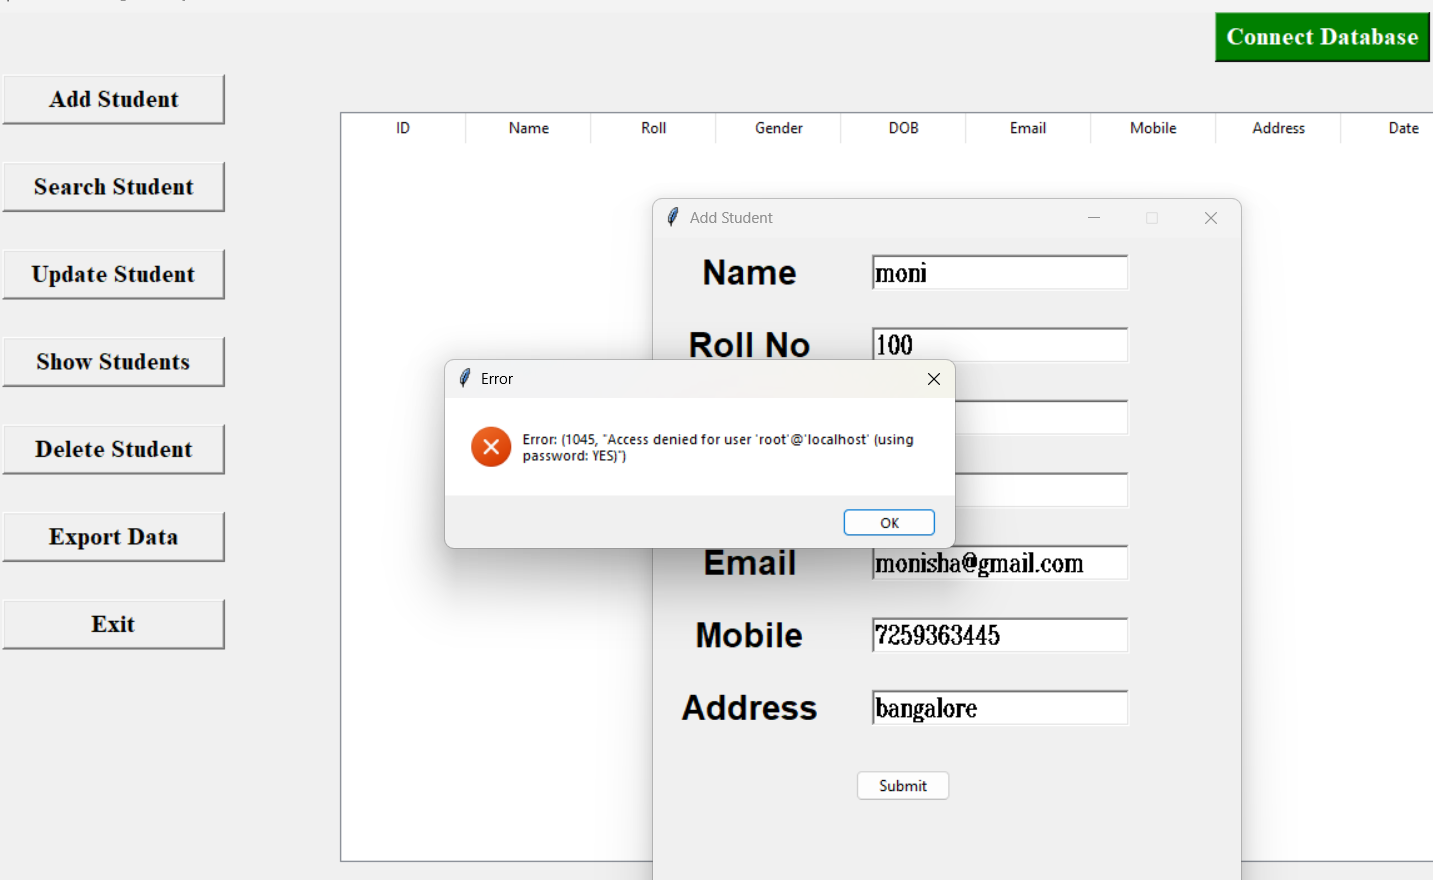 Connect Database
Add Student
Search Student
Update Student
Show Students
Delete Student
Export Data
Exit
ID Name Roll Gender DOB Email Mobile Address Date
Add Student
Name moni
Roll No 100
Error
Error: (1045, "Access denied for user 'root'@'localhost' (using
password: YES)")
OK
Email monisha@gmail.com
Mobile 7259363445
Address bangalore
Submit